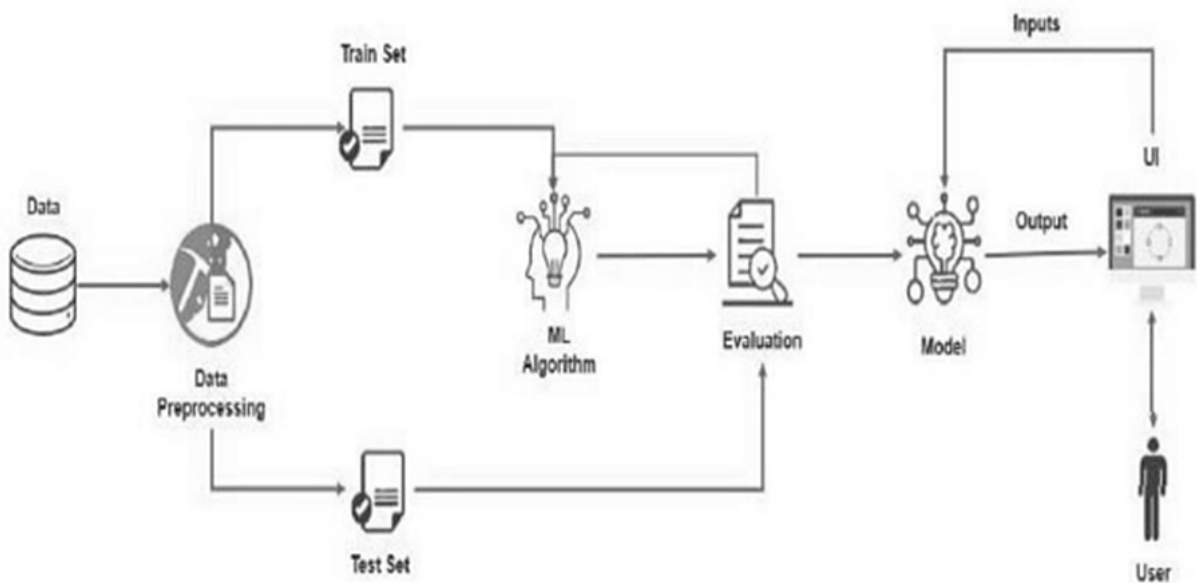 Inputs
Train Set
UI
Data
Output
ML
Algorithm
Evaluation
Model
Data
Preprocessing
Test Set
User